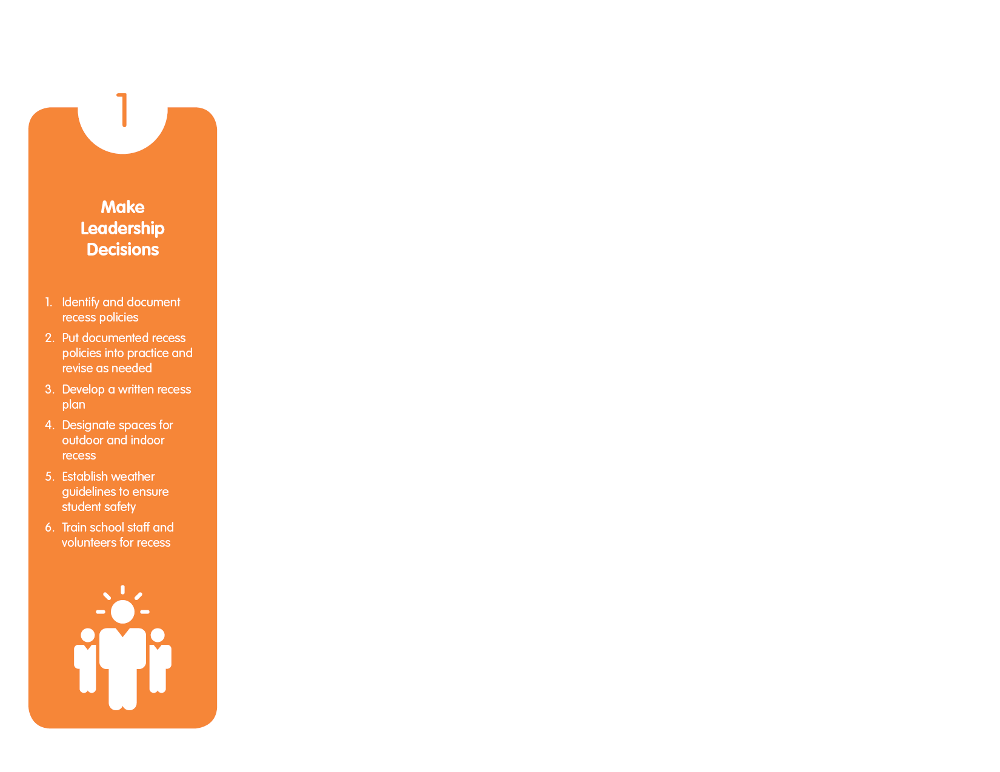 1
Make
Leadership
Decisions
1. Identify and document
recess policies
2. Put documented recess
policies into practice and
revise as needed
3. Develop a written recess
plan
4. Designate spaces for
outdoor and indoor
recess
5. Establish weather
guidelines to ensure
student safety
6. Train school staff and
volunteers for recess